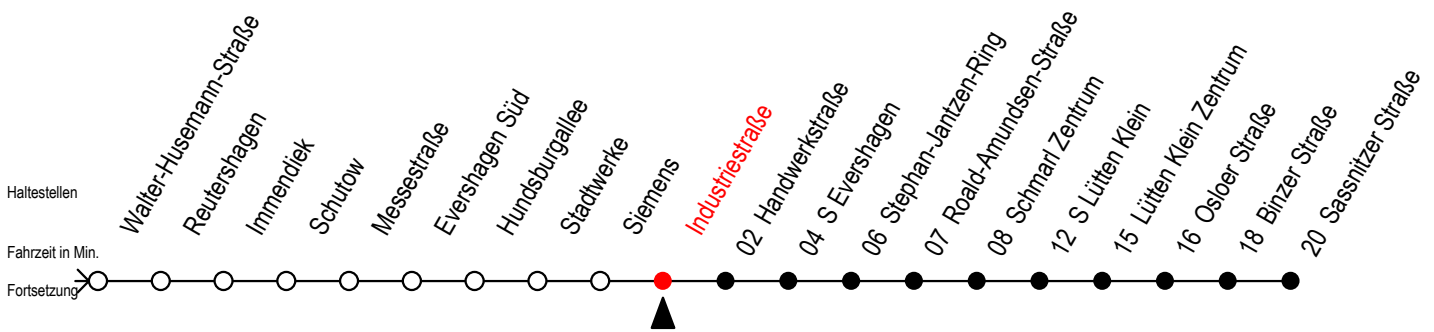 Haltestellen
Fahrzeit in Min.
Fortsetzung
Walter-Husemann-Straße
Reutershagen
Immendiek
Schutow
Messestraße
Evershagen Süd
Hundsburgallee
Stadtwerke
Siemens
Industriestraße
02 Handwerkstraße
04 S Evershagen
06 Stephan-Jantzen-Ring
07 Roald-Amundsen-Straße
08 Schmarl Zentrum
12 S Lütten Klein
15 Lütten Klein Zentrum
16 Osloer Straße
18 Binzer Straße
20 Sassnitzer Straße